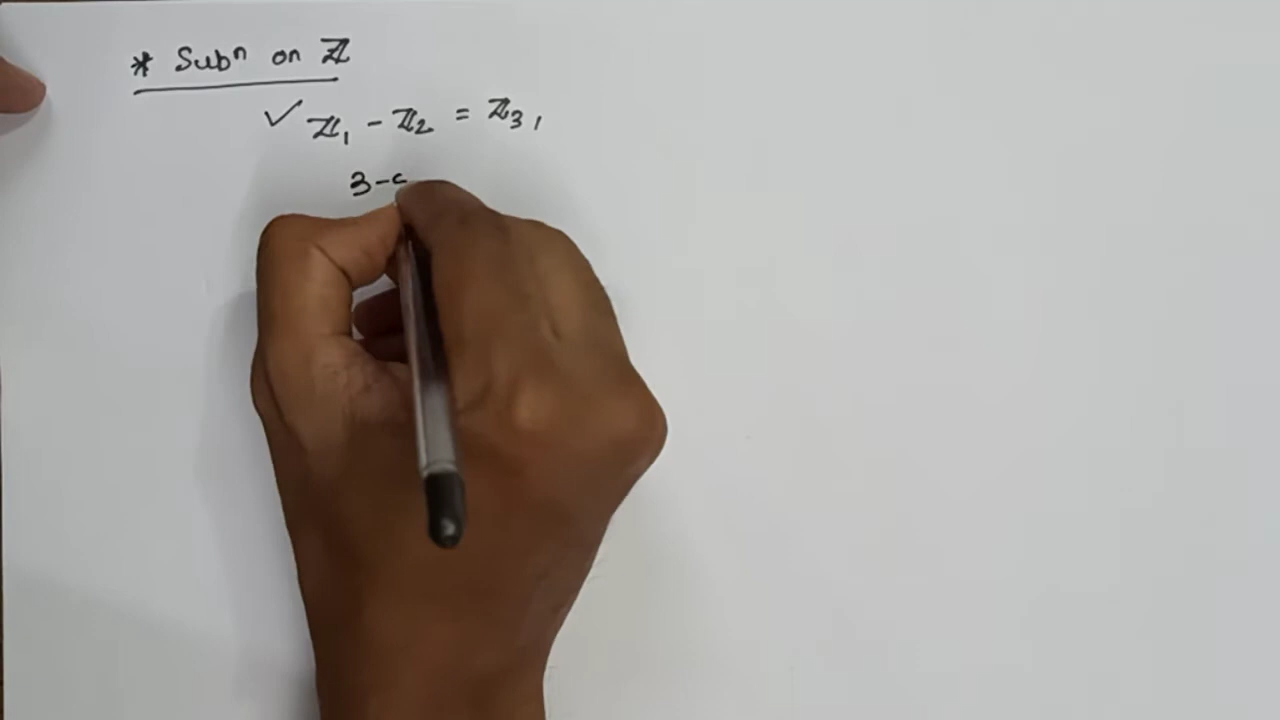 * Subⁿ on ℤ
✓ ℤ₁ - ℤ₂ = ℤ₃,
3-